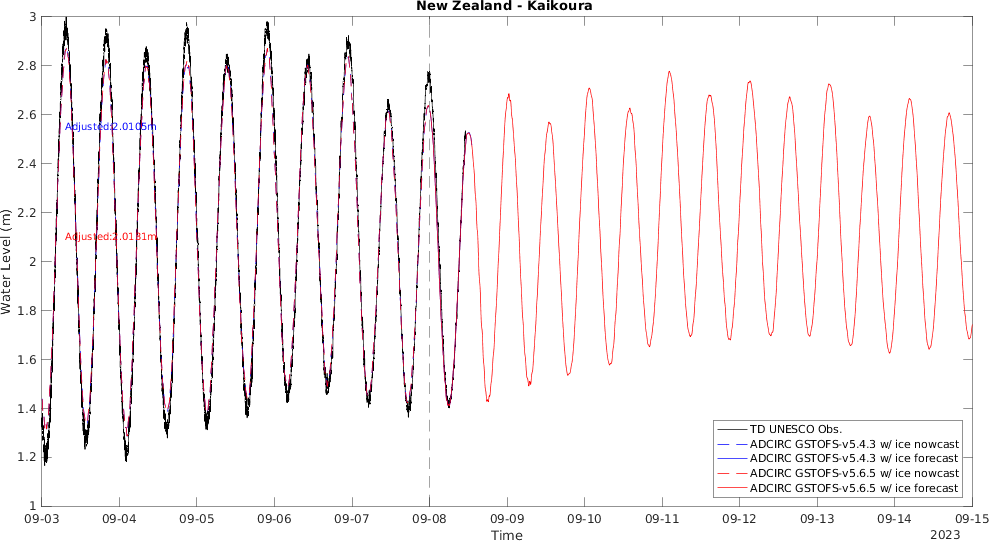 New Zealand - Kaikoura
Water Level (m)
3
2.8
2.6
2.4
2.2
2
1.8
1.6
1.4
1.2
1
Adjusted:2.0105m
Adjusted:2.0131m
TD UNESCO Obs.
ADCIRC GSTOFS-v5.4.3 w/ ice nowcast
ADCIRC GSTOFS-v5.4.3 w/ ice forecast
ADCIRC GSTOFS-v5.6.5 w/ ice nowcast
ADCIRC GSTOFS-v5.6.5 w/ ice forecast
09-03 09-04 09-05 09-06 09-07 09-08 09-09 09-10 09-11 09-12 09-13 09-14 09-15
Time
2023